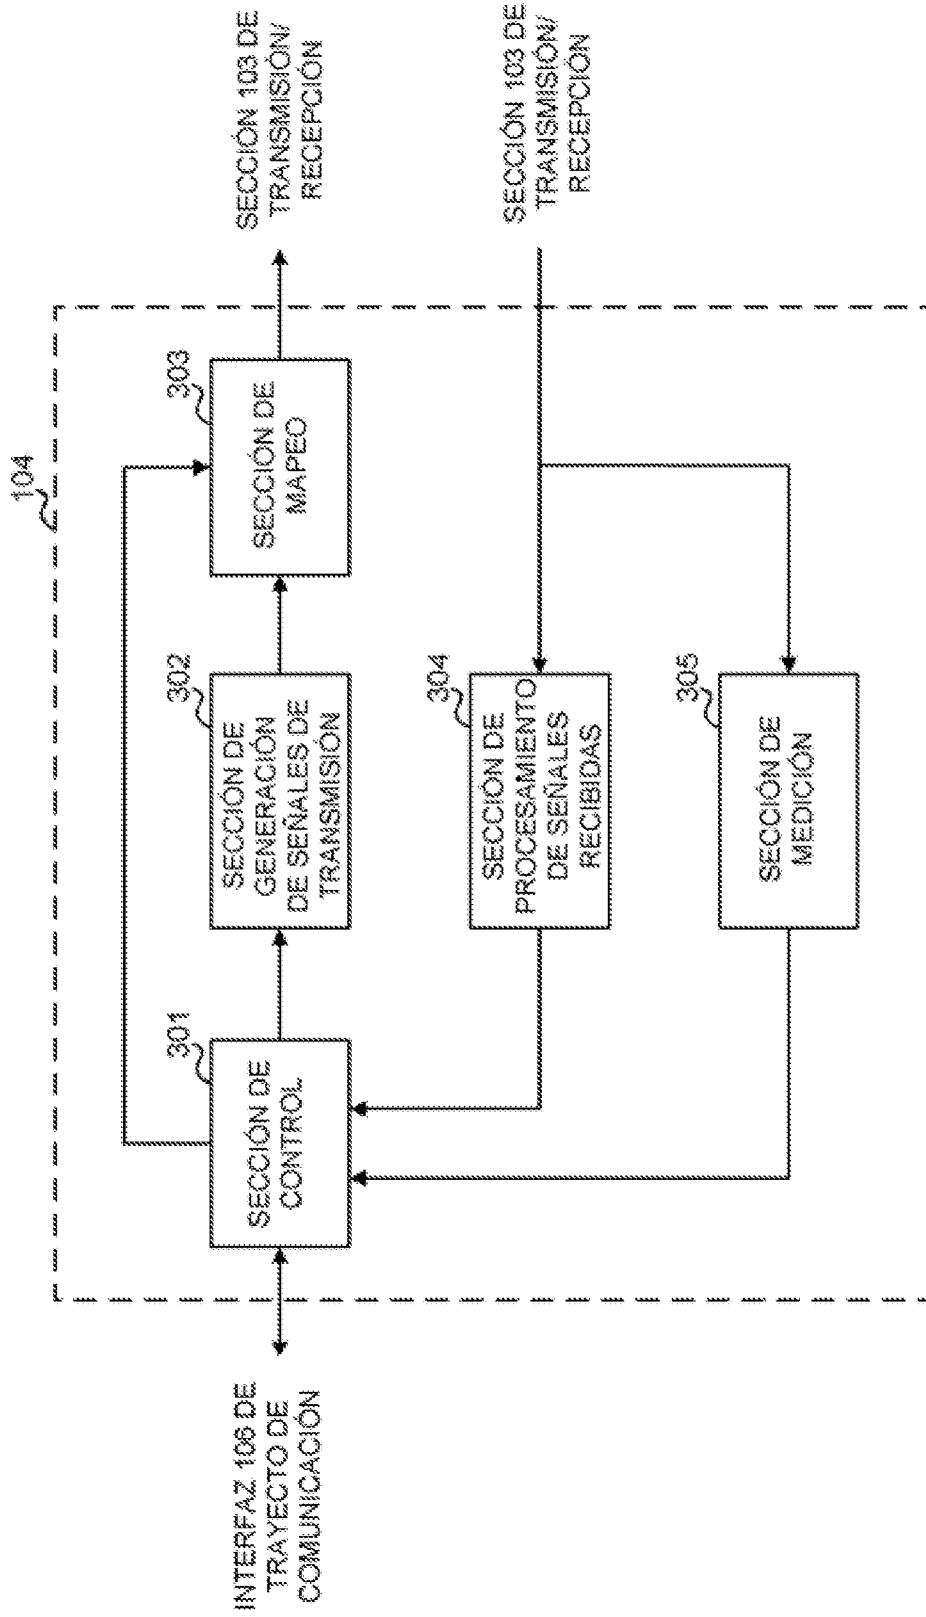 104
INTERFAZ 106 DE
TRAYECTO DE
COMUNICACIÓN
301
SECCIÓN DE
CONTROL
302
SECCIÓN DE
GENERACIÓN
DE SEÑALES DE
TRANSMISIÓN
303
SECCIÓN DE
MAPEO
SECCIÓN 103 DE
TRANSMISIÓN/
RECEPCIÓN
304
SECCIÓN DE
PROCESAMIENTO
DE SEÑALES
RECIBIDAS
SECCIÓN 103 DE
TRANSMISIÓN/
RECEPCIÓN
305
SECCIÓN DE
MEDICIÓN